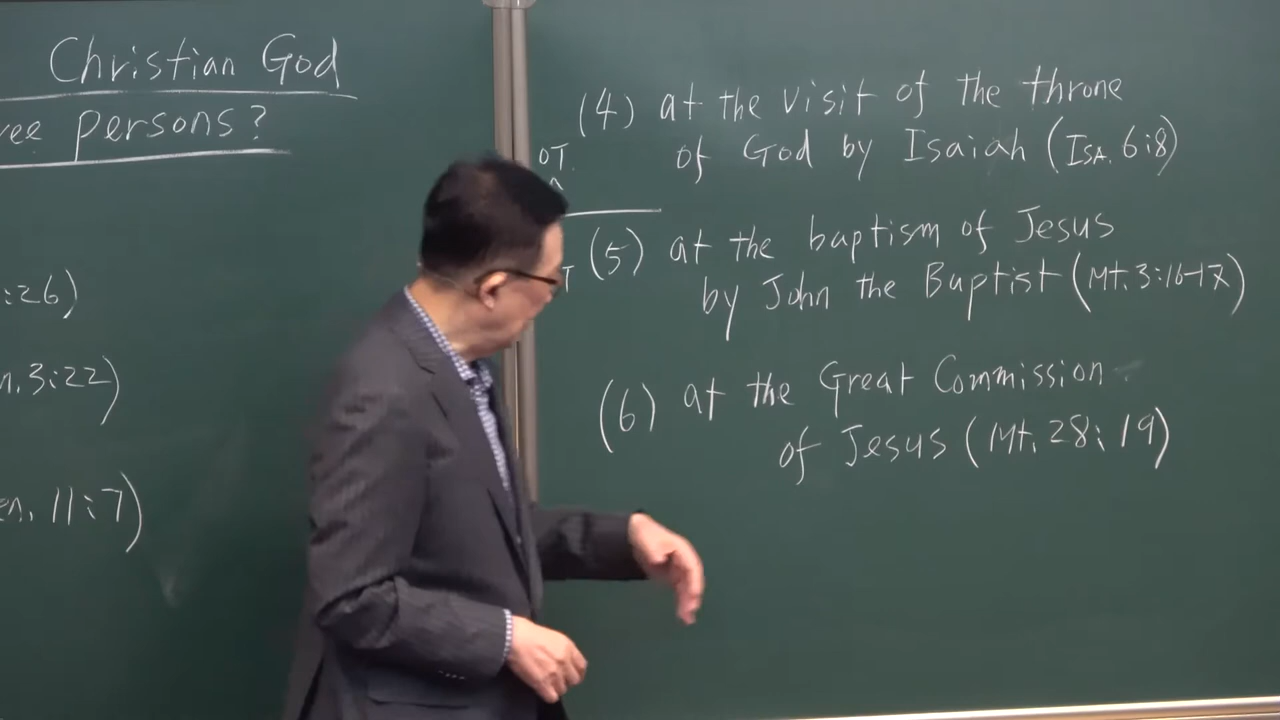 Christian God
persons?
:26)
3:22)
11:7)
(4) at the visit of the throne
of God by Isaiah (Isa. 6:8)
OT
(5) at the baptism of Jesus
by John the Baptist (Mt. 3:16-17)
(6) at the Great Commission
of Jesus (Mt. 28:19)